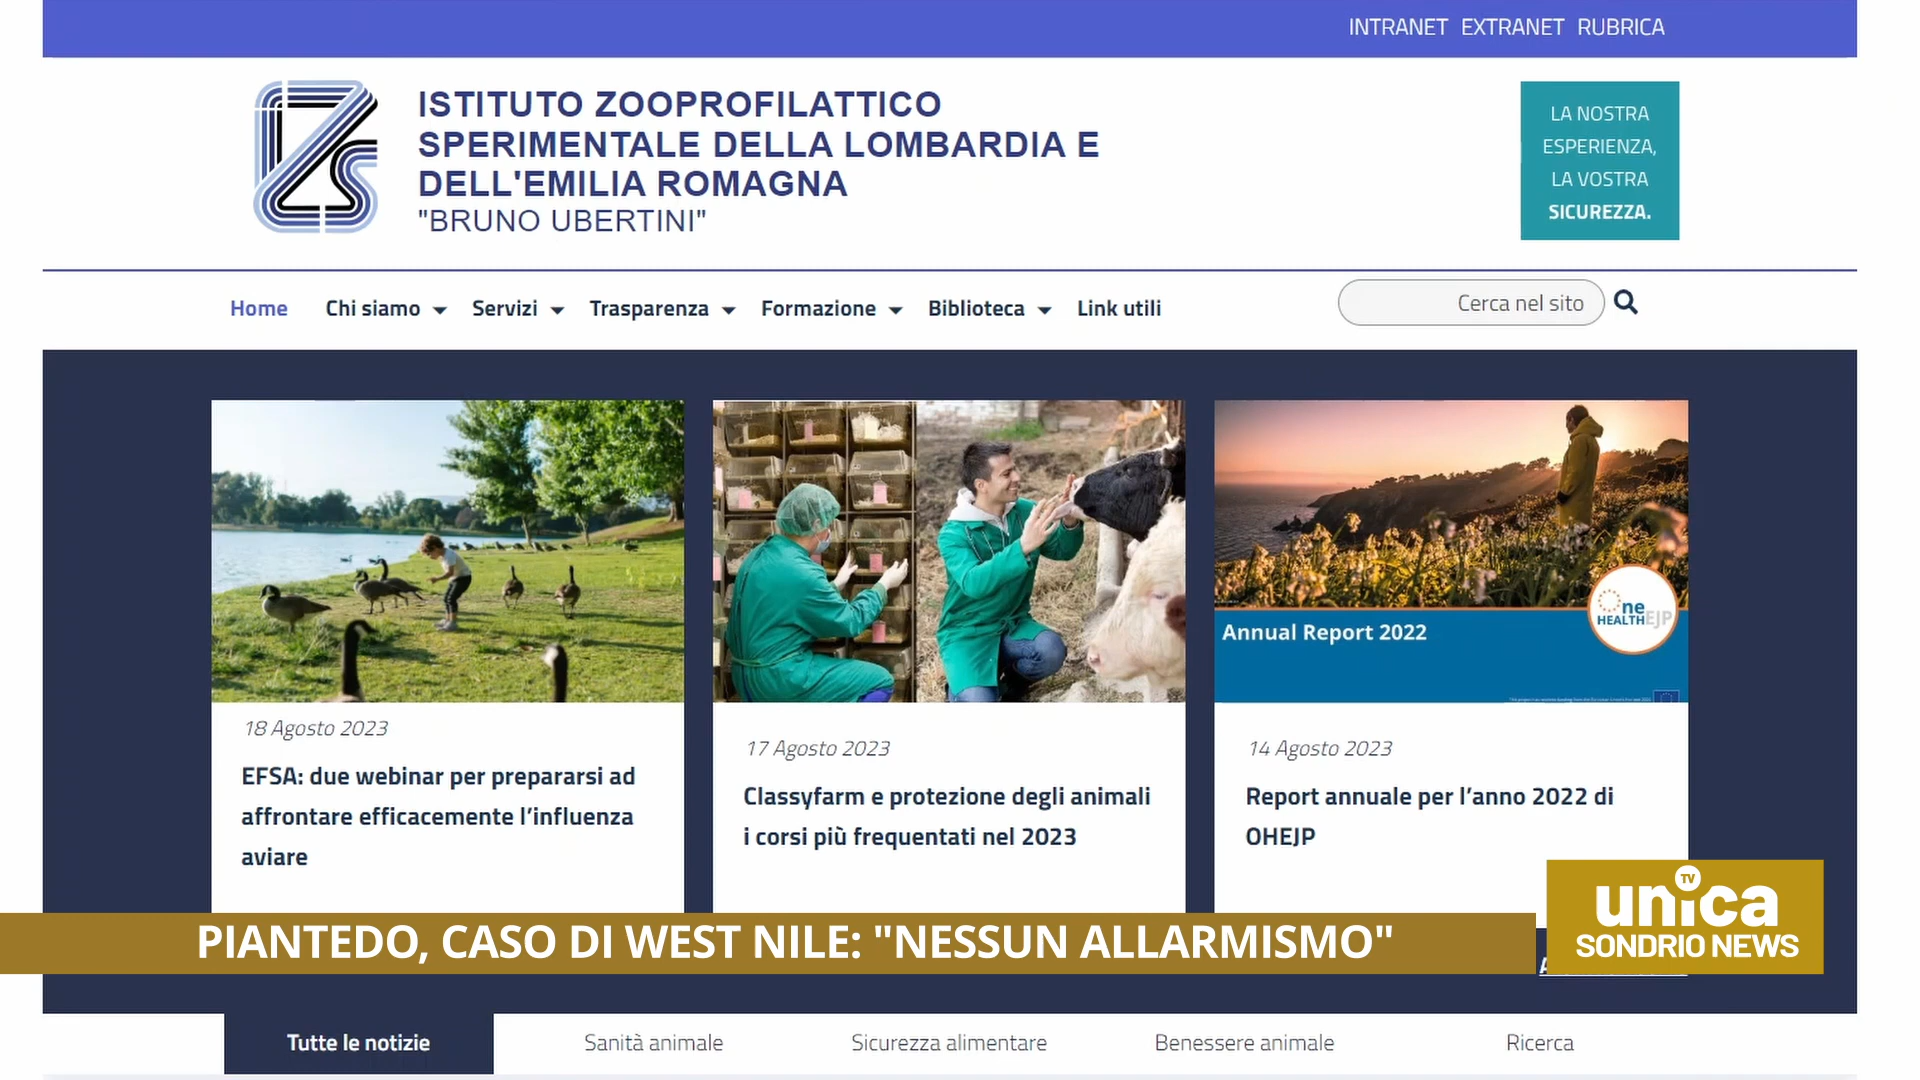 INTRANET EXTRANET RUBRICA
ISTITUTO ZOOPROFILATTICO
SPERIMENTALE DELLA LOMBARDIA E
DELL'EMILIA ROMAGNA
"BRUNO UBERTINI"
LA NOSTRA
ESPERIENZA,
LA VOSTRA
SICUREZZA.
Home Chi siamo Servizi Trasparenza Formazione Biblioteca Link utili
Cerca nel sito
Annual Report 2022
One
HEALTH EJP
18 Agosto 2023
EFSA: due webinar per prepararsi ad
affrontare efficacemente l’influenza
aviare
17 Agosto 2023
Classyfarm e protezione degli animali
i corsi più frequentati nel 2023
14 Agosto 2023
Report annuale per l’anno 2022 di
OHEJP
PIANTEDO, CASO DI WEST NILE: "NESSUN ALLARMISMO"
TV
unica
SONDRIO NEWS
Tutte le notizie Sanità animale Sicurezza alimentare Benessere animale Ricerca